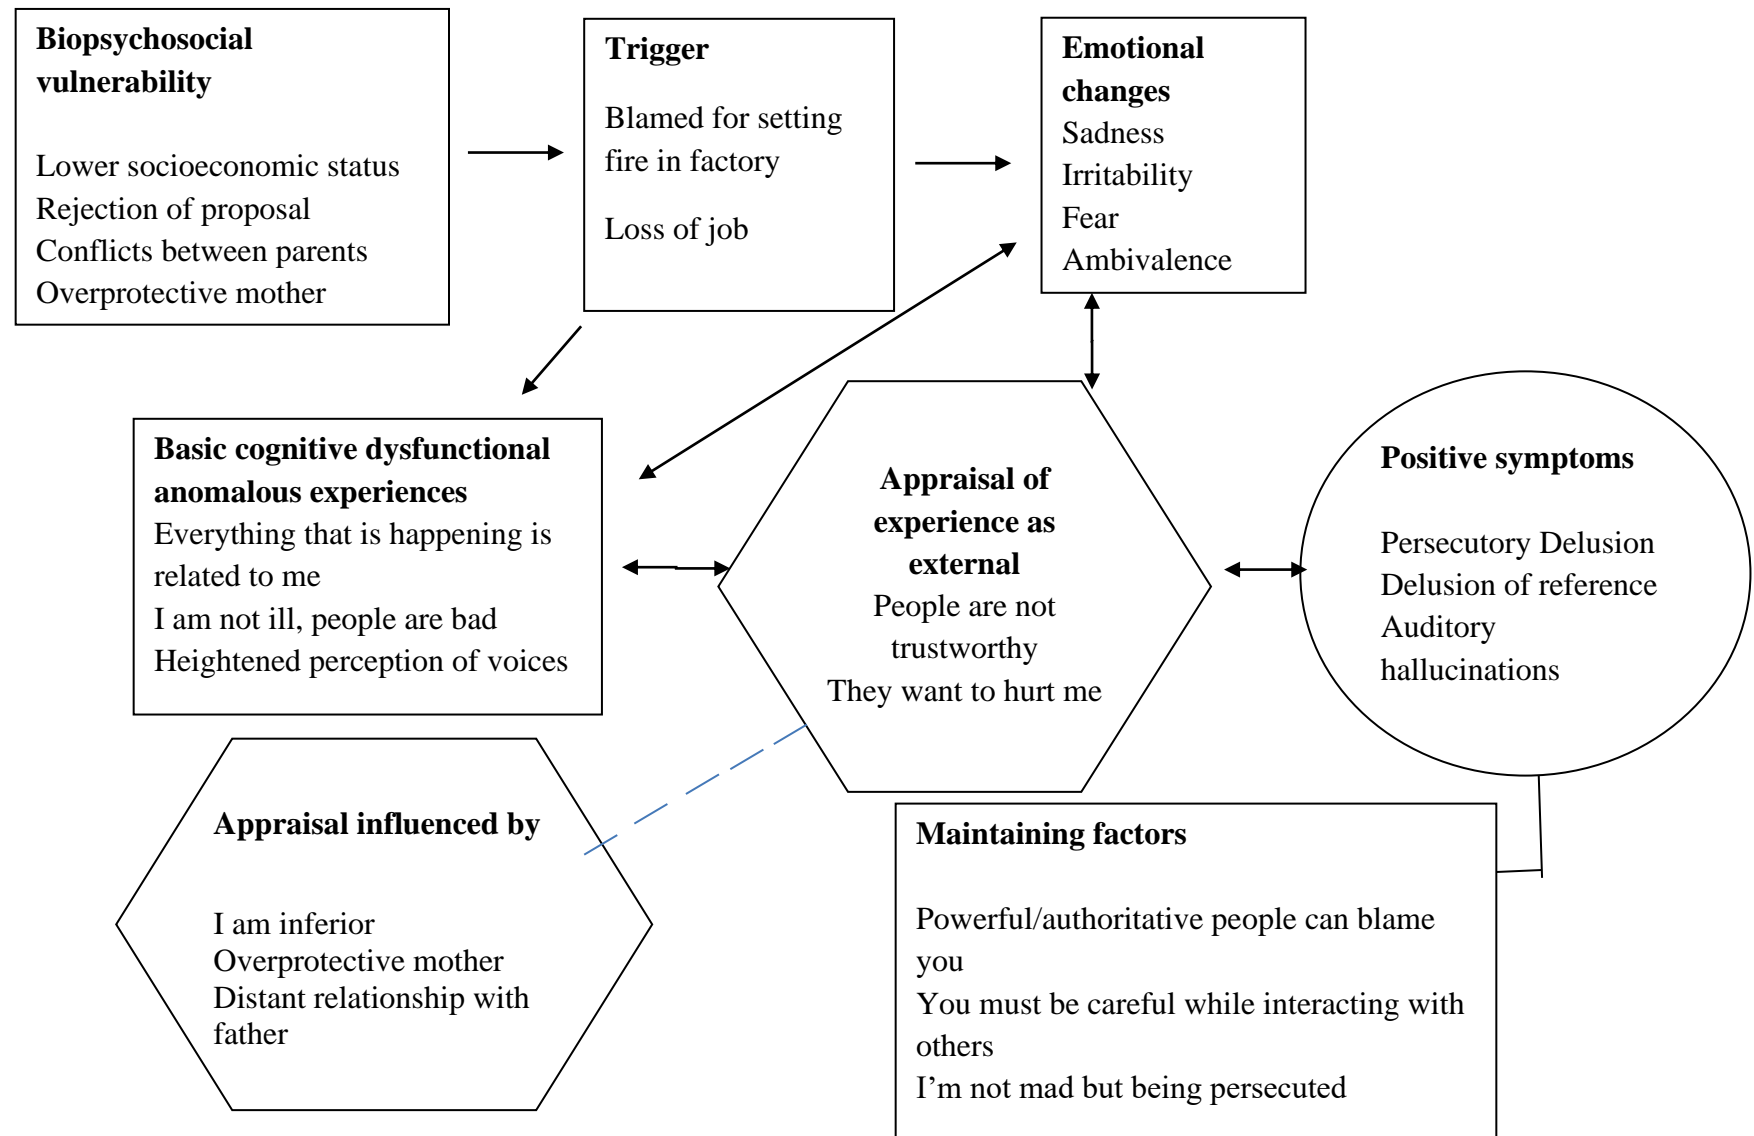 Biopsychosocial
vulnerability
Lower socioeconomic status
Rejection of proposal
Conflicts between parents
Overprotective mother
Trigger
Blamed for setting
fire in factory
Loss of job
Emotional
changes
Sadness
Irritability
Fear
Ambivalence
Basic cognitive dysfunctional
anomalous experiences
Everything that is happening is
related to me
I am not ill, people are bad
Heightened perception of voices
Appraisal of
experience as
external
People are not
trustworthy
They want to hurt me
Positive symptoms
Persecutory Delusion
Delusion of reference
Auditory
hallucinations
Appraisal influenced by
I am inferior
Overprotective mother
Distant relationship with
father
Maintaining factors
Powerful/authoritative people can blame
you
You must be careful while interacting with
others
I’m not mad but being persecuted